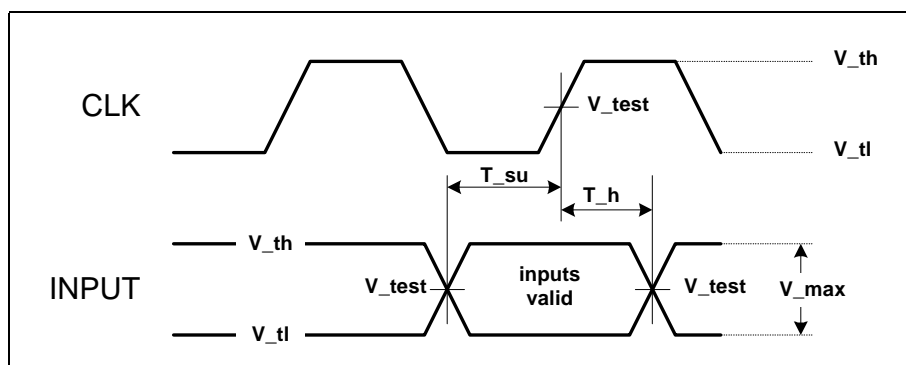 V_th
CLK
V_test
V_tl
T_su
T_h
V_th
V_test
inputs
valid
V_test
V_max
INPUT
V_tl